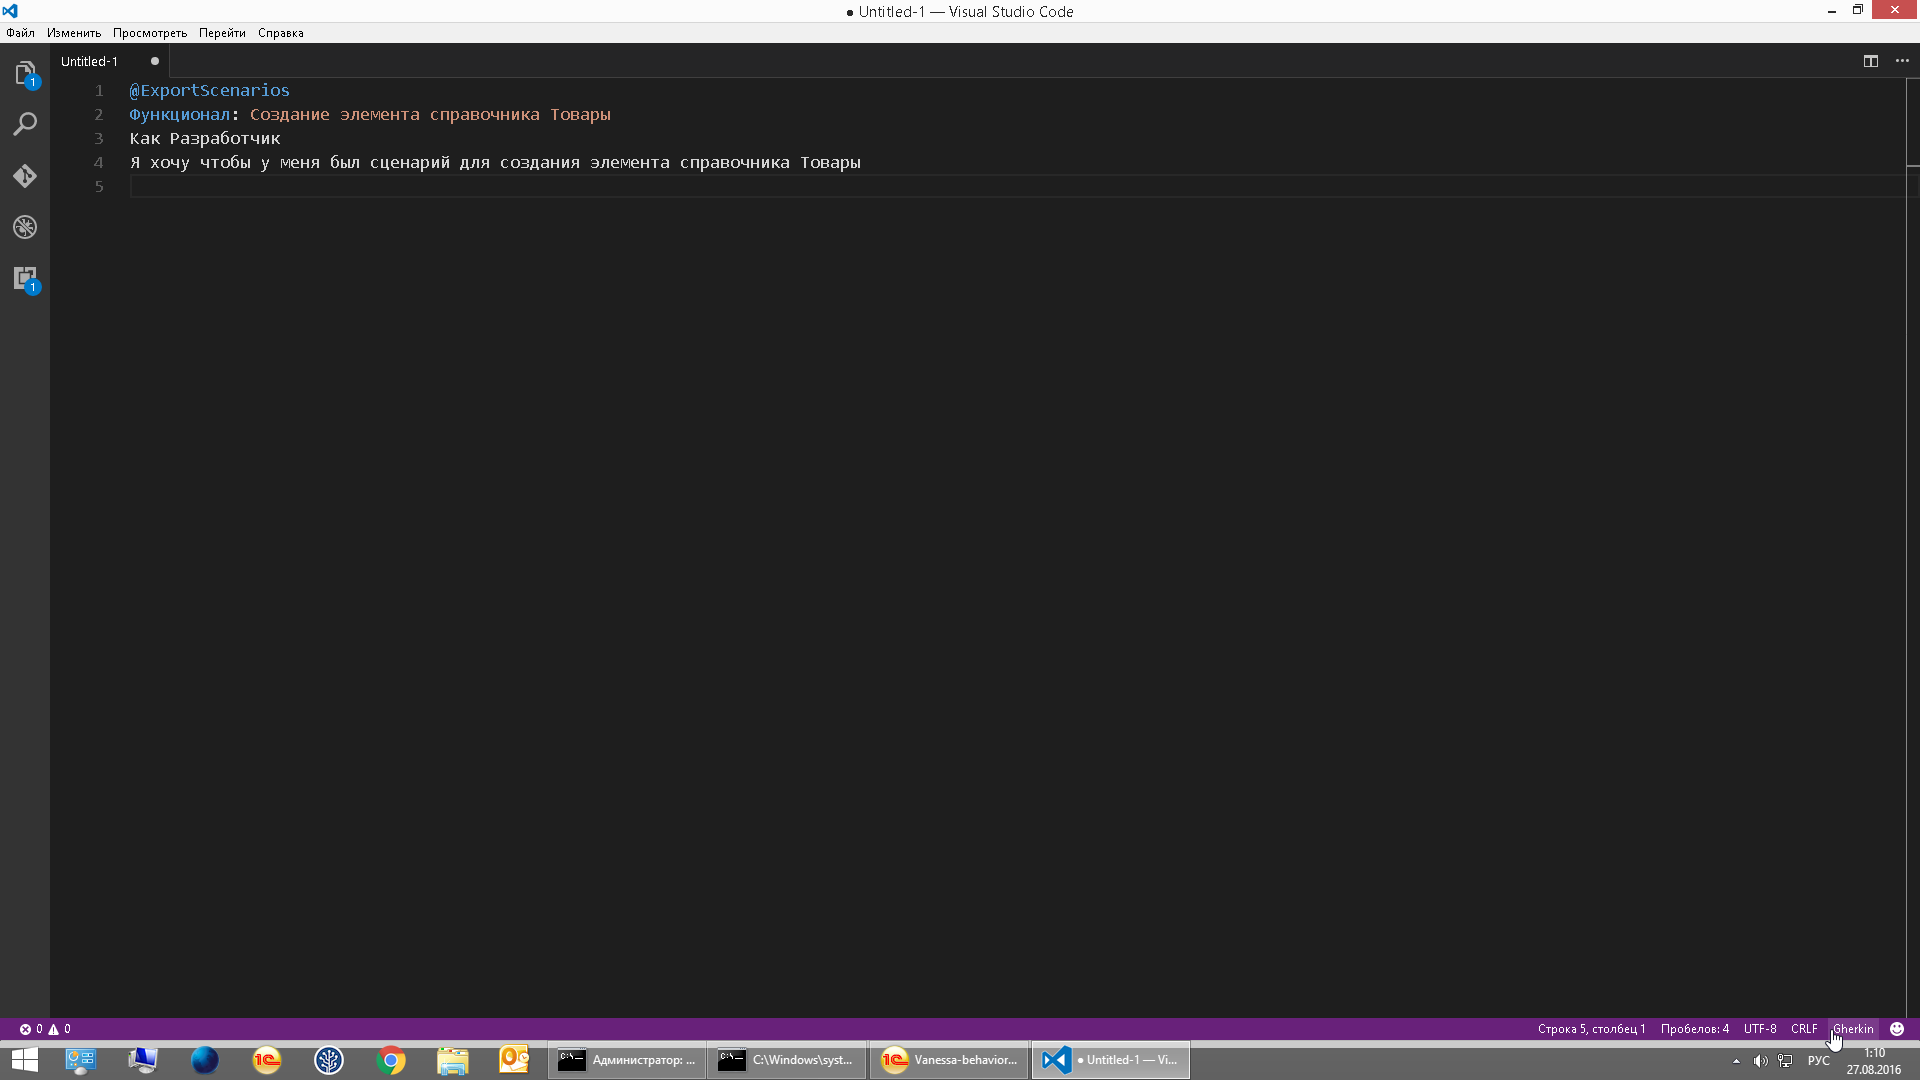 ● Untitled-1 — Visual Studio Code
Файл Изменить Просмотреть Перейти Справка
Untitled-1
1 @ExportScenarios
2 Функционал: Создание элемента справочника Товары
3 Как Разработчик
4 Я хочу чтобы у меня был сценарий для создания элемента справочника Товары
5
1
1
0 0 Строка 5, столбец 1 Пробелов: 4 UTF-8 CRLF Gherkin
Администратор: ... C:\Windows\syst... Vanessa-behavior... ● Untitled-1 — Vi... РУС 1:10
27.08.2016